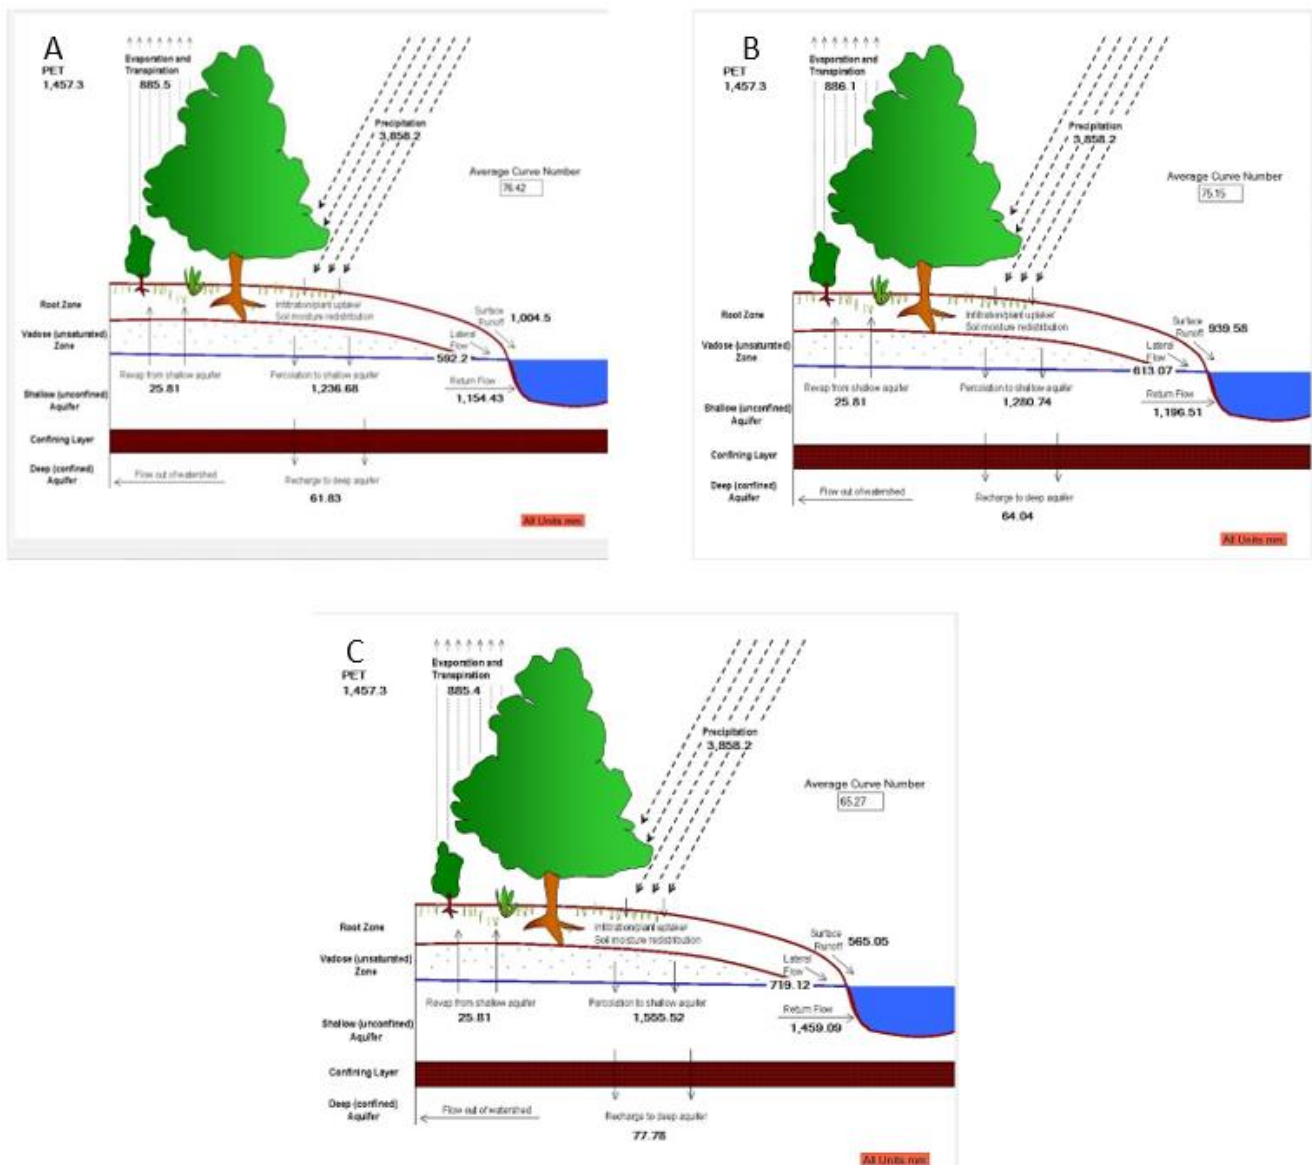 A
PET
1,457.3
Evaporation and
Transpiration
885.5
Precipitation
3,858.2
Average Curve Number
76.42
Root Zone
Infiltration/plant uptake/
Soil moisture redistribution
Surface
Runoff
1,004.5
Vadose (unsaturated)
Zone
Lateral
Flow
592.2
Revap from shallow aquifer
25.81
Percolation to shallow aquifer
1,236.68
Return Flow
1,154.43
Shallow (unconfined)
Aquifer
Confining Layer
Deep (confined)
Aquifer
Flow out of watershed
Recharge to deep aquifer
61.83
All Units mm
B
PET
1,457.3
Evaporation and
Transpiration
886.1
Precipitation
3,858.2
Average Curve Number
75.15
Root Zone
Infiltration/plant uptake/
Soil moisture redistribution
Surface
Runoff
939.58
Vadose (unsaturated)
Zone
Lateral
Flow
613.07
Revap from shallow aquifer
25.81
Percolation to shallow aquifer
1,280.74
Return Flow
1,196.51
Shallow (unconfined)
Aquifer
Confining Layer
Deep (confined)
Aquifer
Flow out of watershed
Recharge to deep aquifer
64.04
All Units mm
C
PET
1,457.3
Evaporation and
Transpiration
885.4
Precipitation
3,858.2
Average Curve Number
65.27
Root Zone
Infiltration/plant uptake/
Soil moisture redistribution
Surface
Runoff
565.05
Vadose (unsaturated)
Zone
Lateral
Flow
719.12
Revap from shallow aquifer
25.81
Percolation to shallow aquifer
1,555.52
Return Flow
1,459.09
Shallow (unconfined)
Aquifer
Confining Layer
Deep (confined)
Aquifer
Flow out of watershed
Recharge to deep aquifer
77.78
All Units mm